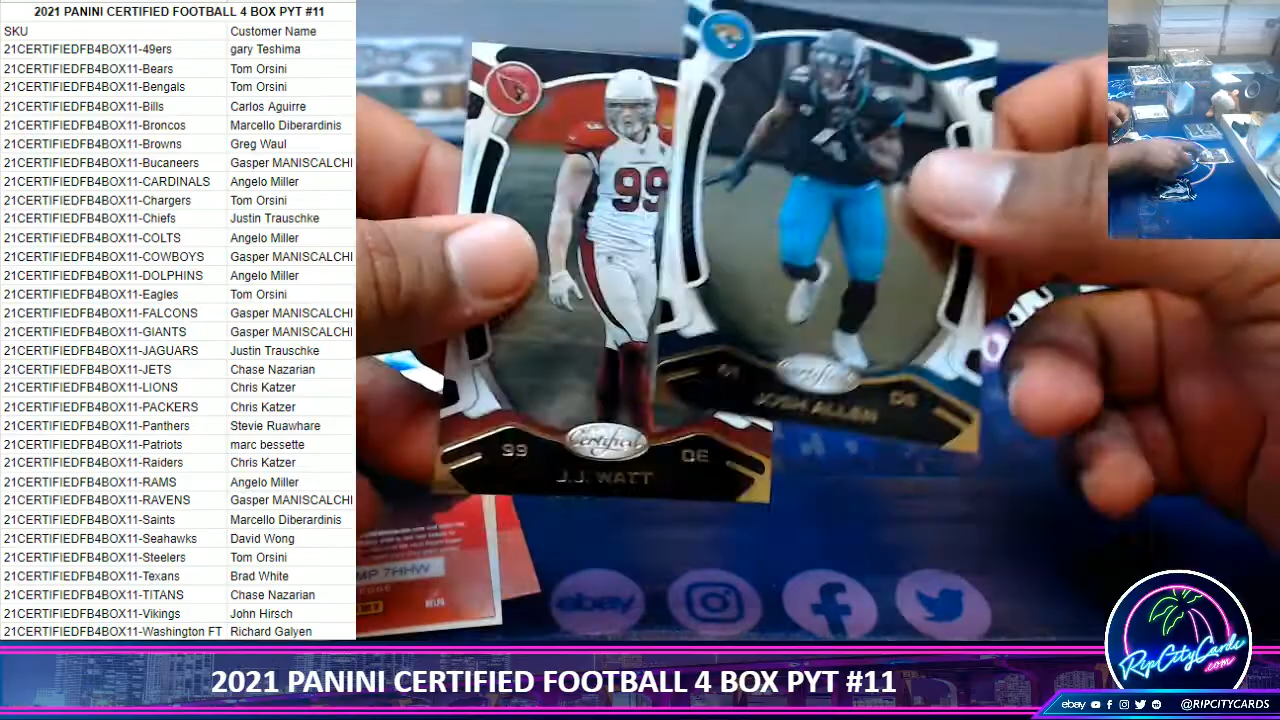 2021 PANINI CERTIFIED FOOTBALL 4 BOX PYT #11
SKU Customer Name
21CERTIFIEDFB4BOX11-49ers gary Teshima
21CERTIFIEDFB4BOX11-Bears Tom Orsini
21CERTIFIEDFB4BOX11-Bengals Tom Orsini
21CERTIFIEDFB4BOX11-Bills Carlos Aguirre
21CERTIFIEDFB4BOX11-Broncos Marcello Diberardinis
21CERTIFIEDFB4BOX11-Browns Greg Waul
21CERTIFIEDFB4BOX11-Bucaneers Gasper MANISCALCHI
21CERTIFIEDFB4BOX11-CARDINALS Angelo Miller
21CERTIFIEDFB4BOX11-Chargers Tom Orsini
21CERTIFIEDFB4BOX11-Chiefs Justin Trauschke
21CERTIFIEDFB4BOX11-COLTS Angelo Miller
21CERTIFIEDFB4BOX11-COWBOYS Gasper MANISCALCHI
21CERTIFIEDFB4BOX11-DOLPHINS Angelo Miller
21CERTIFIEDFB4BOX11-Eagles Tom Orsini
21CERTIFIEDFB4BOX11-FALCONS Gasper MANISCALCHI
21CERTIFIEDFB4BOX11-GIANTS Gasper MANISCALCHI
21CERTIFIEDFB4BOX11-JAGUARS Justin Trauschke
21CERTIFIEDFB4BOX11-JETS Chase Nazarian
21CERTIFIEDFB4BOX11-LIONS Chris Katzer
21CERTIFIEDFB4BOX11-PACKERS Chris Katzer
21CERTIFIEDFB4BOX11-Panthers Stevie Ruawhare
21CERTIFIEDFB4BOX11-Patriots marc bessette
21CERTIFIEDFB4BOX11-Raiders Chris Katzer
21CERTIFIEDFB4BOX11-RAMS Angelo Miller
21CERTIFIEDFB4BOX11-RAVENS Gasper MANISCALCHI
21CERTIFIEDFB4BOX11-Saints Marcello Diberardinis
21CERTIFIEDFB4BOX11-Seahawks David Wong
21CERTIFIEDFB4BOX11-Steelers Tom Orsini
21CERTIFIEDFB4BOX11-Texans Brad White
21CERTIFIEDFB4BOX11-TITANS Chase Nazarian
21CERTIFIEDFB4BOX11-Vikings John Hirsch
21CERTIFIEDFB4BOX11-Washington FT Richard Galyen
99
Certified
99 DE
J.J. WATT
Certified
41 DE
JOSH ALLEN
MP 7HHW
ebay
2021 PANINI CERTIFIED FOOTBALL 4 BOX PYT #11
RipCityCards
.com
ebay @RIPCITYCARDS